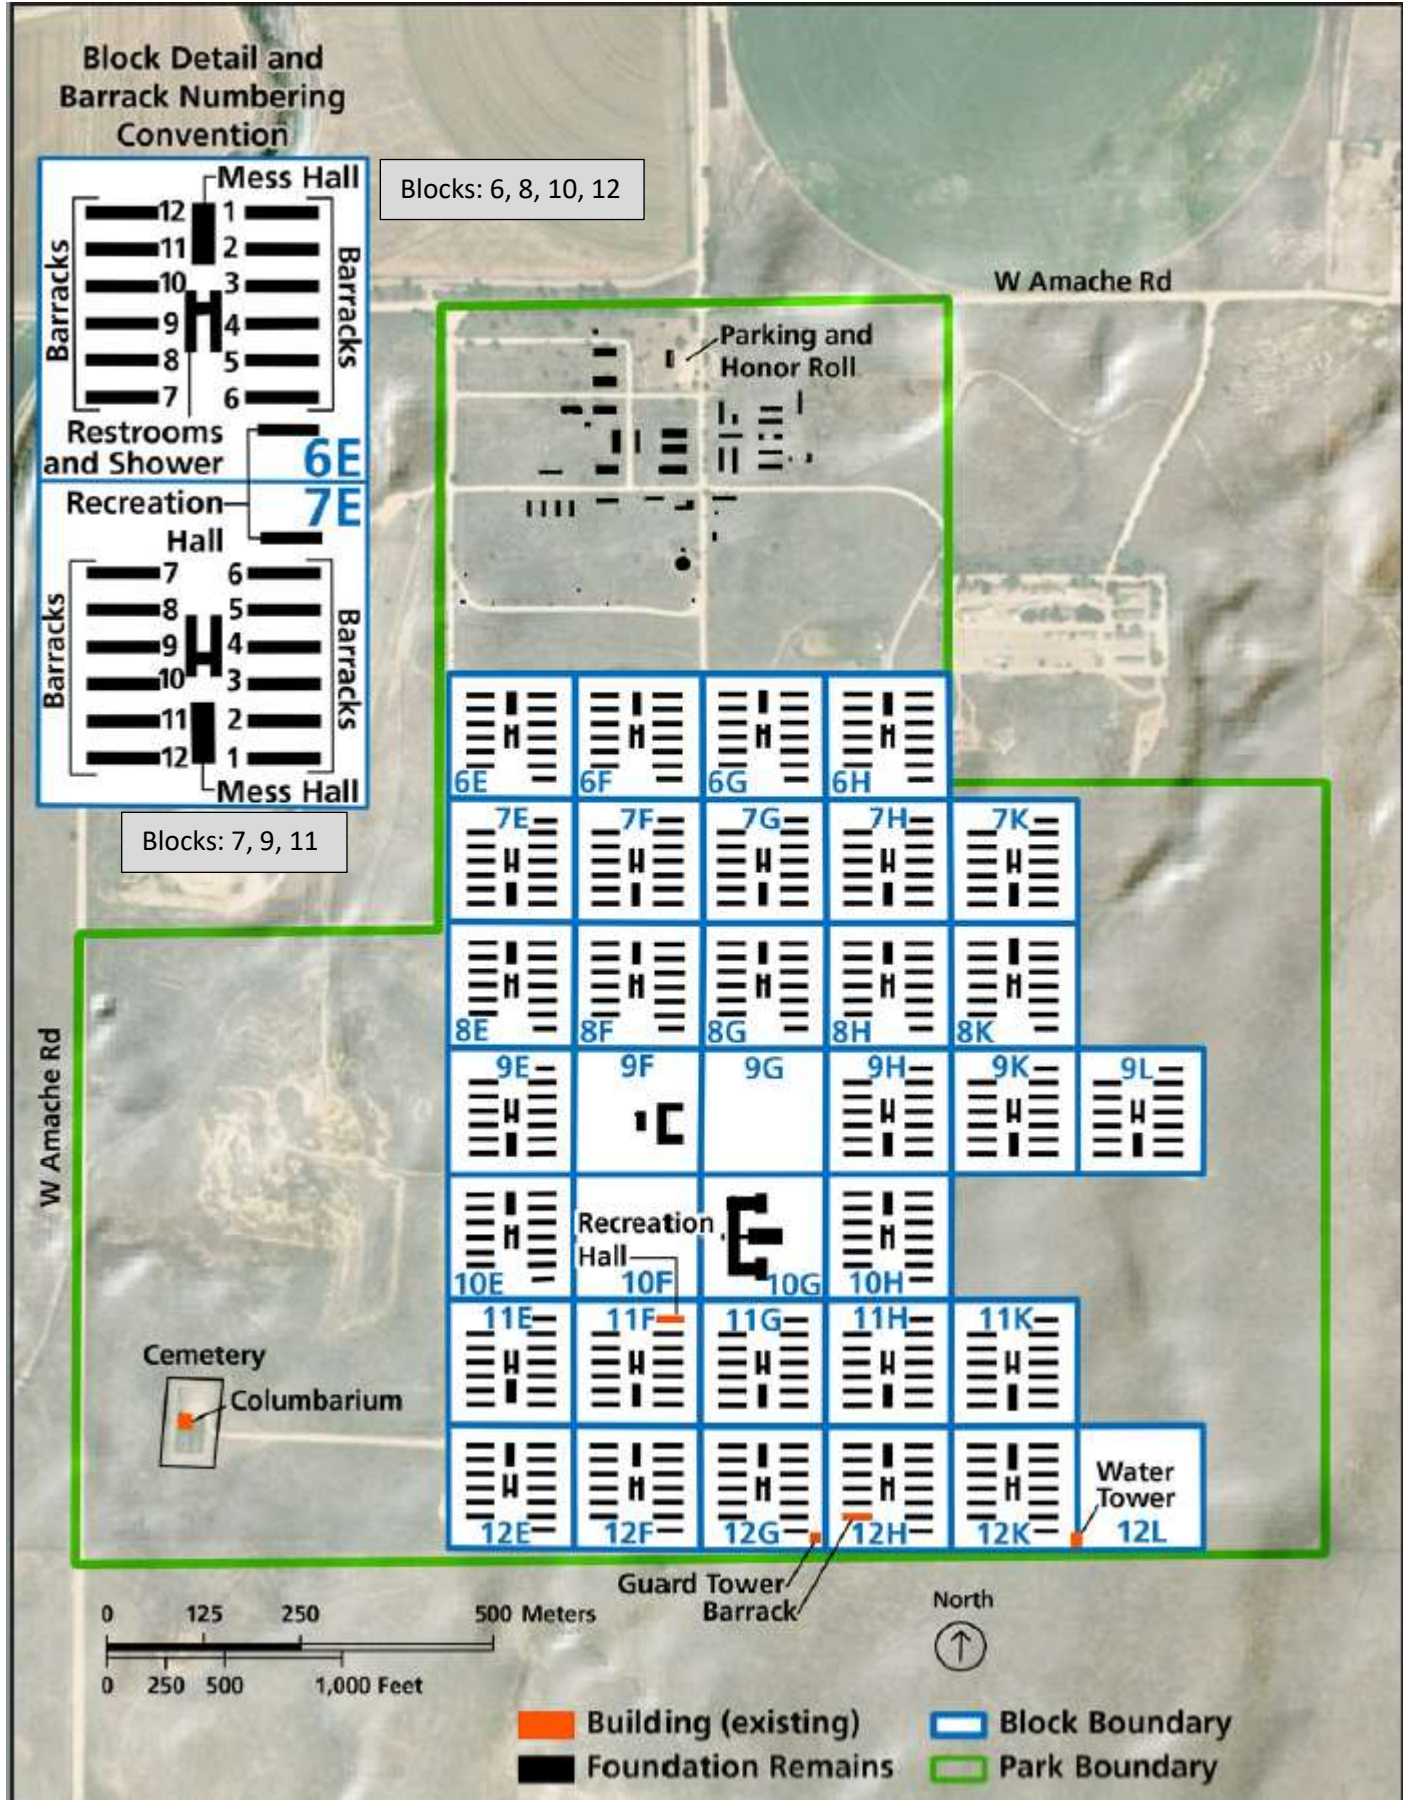 Block Detail and
Barrack Numbering
Convention
Mess Hall
Blocks: 6, 8, 10, 12
12 1
11 2
10 3
9 4
8 5
7 6
Barracks
Barracks
Restrooms
and Shower
6E
Recreation
Hall
7E
7 6
8 5
9 4
10 3
11 2
12 1
Barracks
Barracks
Mess Hall
Blocks: 7, 9, 11
W Amache Rd
Parking and
Honor Roll
6E 6F 6G 6H
7E 7F 7G 7H 7K
8E 8F 8G 8H 8K
9E 9F 9G 9H 9K 9L
W Amache Rd
Recreation
Hall
10E 10F 10G 10H
11E 11F 11G 11H 11K
Cemetery
Columbarium
Water
Tower
12E 12F 12G 12H 12K 12L
Guard Tower
Barrack
North
0 125 250 500 Meters
0 250 500 1,000 Feet
Building (existing)
Block Boundary
Foundation Remains
Park Boundary